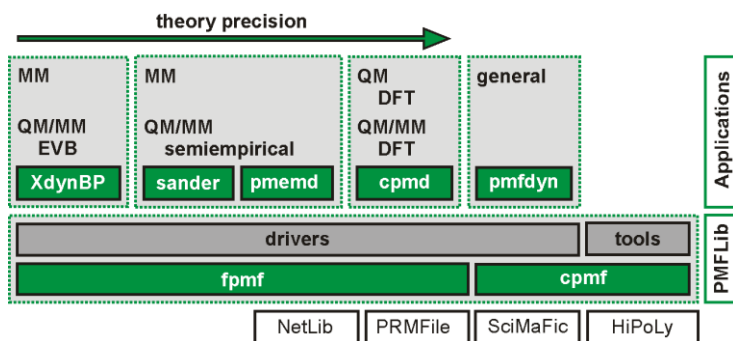 theory precision
MM
QM/MM
EVB
XdynBP
MM
QM/MM
semiempirical
sander
pmemd
QM
DFT
QM/MM
DFT
cpmd
general
pmfdyn
Applications
drivers
tools
fpmf
cpmf
PMFLib
NetLib
PRMFile
SciMaFic
HiPoLy